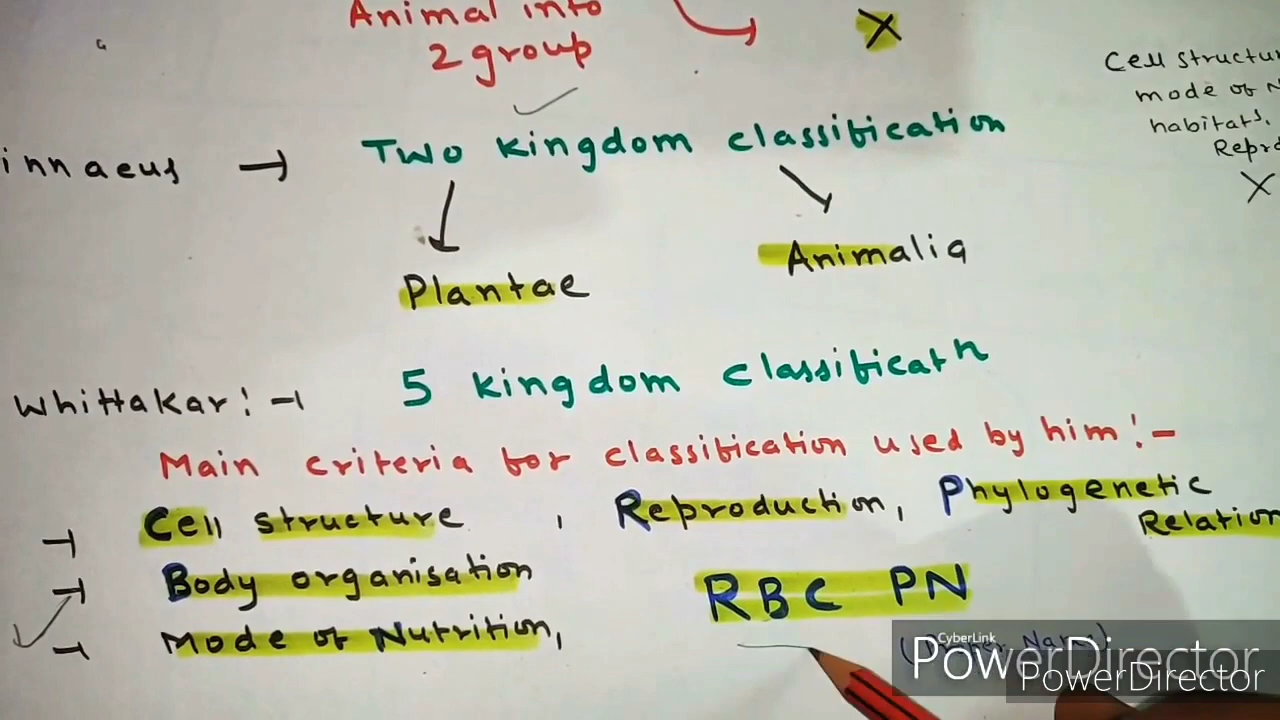 Animal into
2 group
X
Cell structu
mode of N
habitats,
Repro
X
innaeus → Two kingdom classification
Plantae
Animalia
Whittakar:→ 5 kingdom classificatn
Main criteria for classification used by him:-
→ Cell structure, Reproduction, Phylogenetic
Relation
→ Body organisation
RBC PN
→ Mode of Nutrition,
CyberLink
PowerDirector
PowerDirector